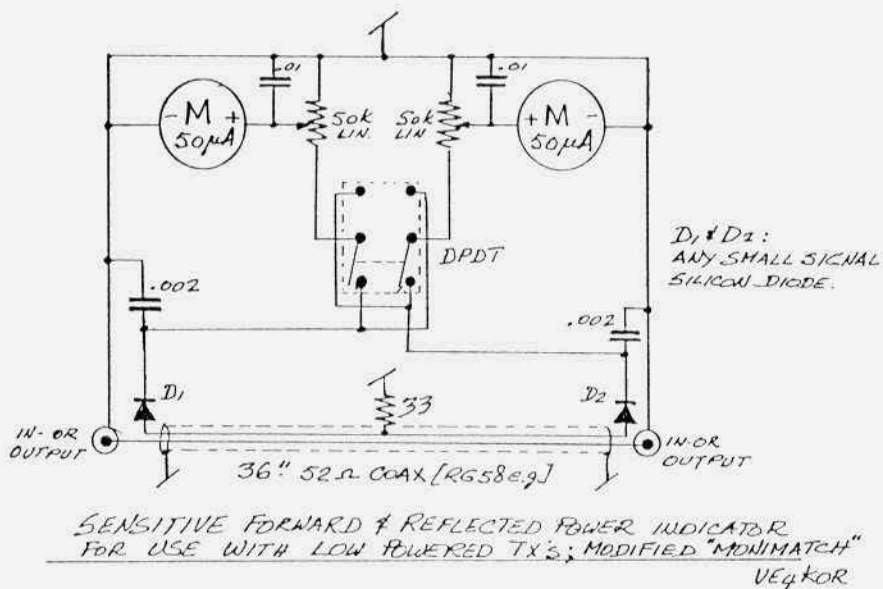 .01
.01
- M +
50µA
50K
LIN.
50K
LIN
+ M -
50µA
DPDT
D1 & D2:
ANY SMALL SIGNAL
SILICON DIODE.
.002
.002
D1
33
D2
IN- OR
OUTPUT
IN-OR
OUTPUT
36" 52 Ω COAX [RG58 e.g]
SENSITIVE FORWARD & REFLECTED POWER INDICATOR
FOR USE WITH LOW POWERED TX's; MODIFIED "MONIMATCH"
VE4KOR